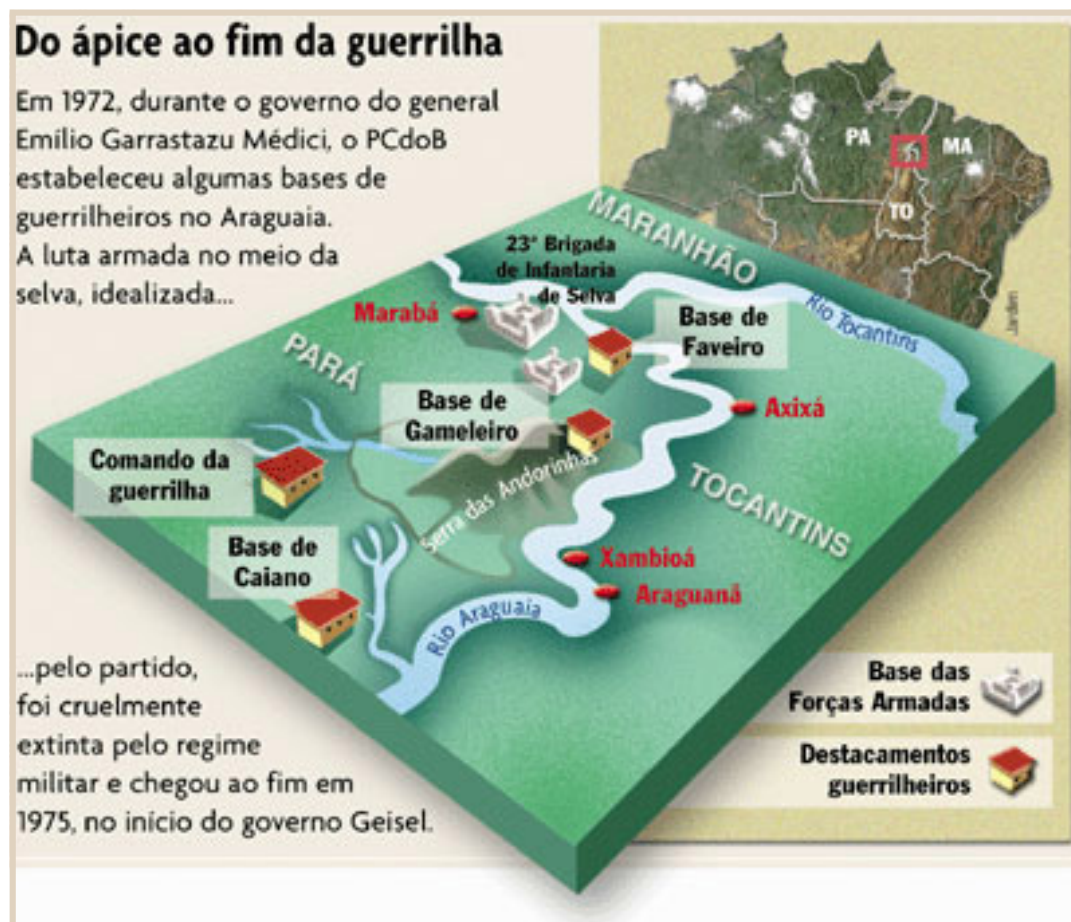 Do ápice ao fim da guerrilha
Em 1972, durante o governo do general
Emílio Garrastazu Médici, o PCdoB
estabeleceu algumas bases de
guerrilheiros no Araguaia.
A luta armada no meio da
selva, idealizada...
PA
MA
TO
Jarden
MARANHÃO
23ª Brigada
de Infantaria
de Selva
Rio Tocantins
Marabá
Base de
Faveiro
PARÁ
Base de
Gameleiro
Axixá
Comando da
guerrilha
Serra das Andorinhas
TOCANTINS
Base de
Caiano
Xambioá
Araguanã
Rio Araguaia
...pelo partido,
foi cruelmente
extinta pelo regime
militar e chegou ao fim em
1975, no início do governo Geisel.
Base das
Forças Armadas
Destacamentos
guerrilheiros